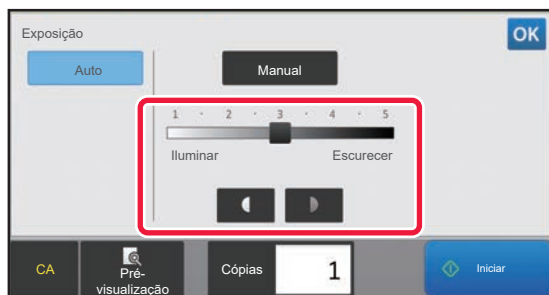 Exposição
OK
Auto
Manual
1 · 2 · 3 · 4 · 5
Iluminar
Escurecer
CA
Pré-
visualização
Cópias
1
Iniciar